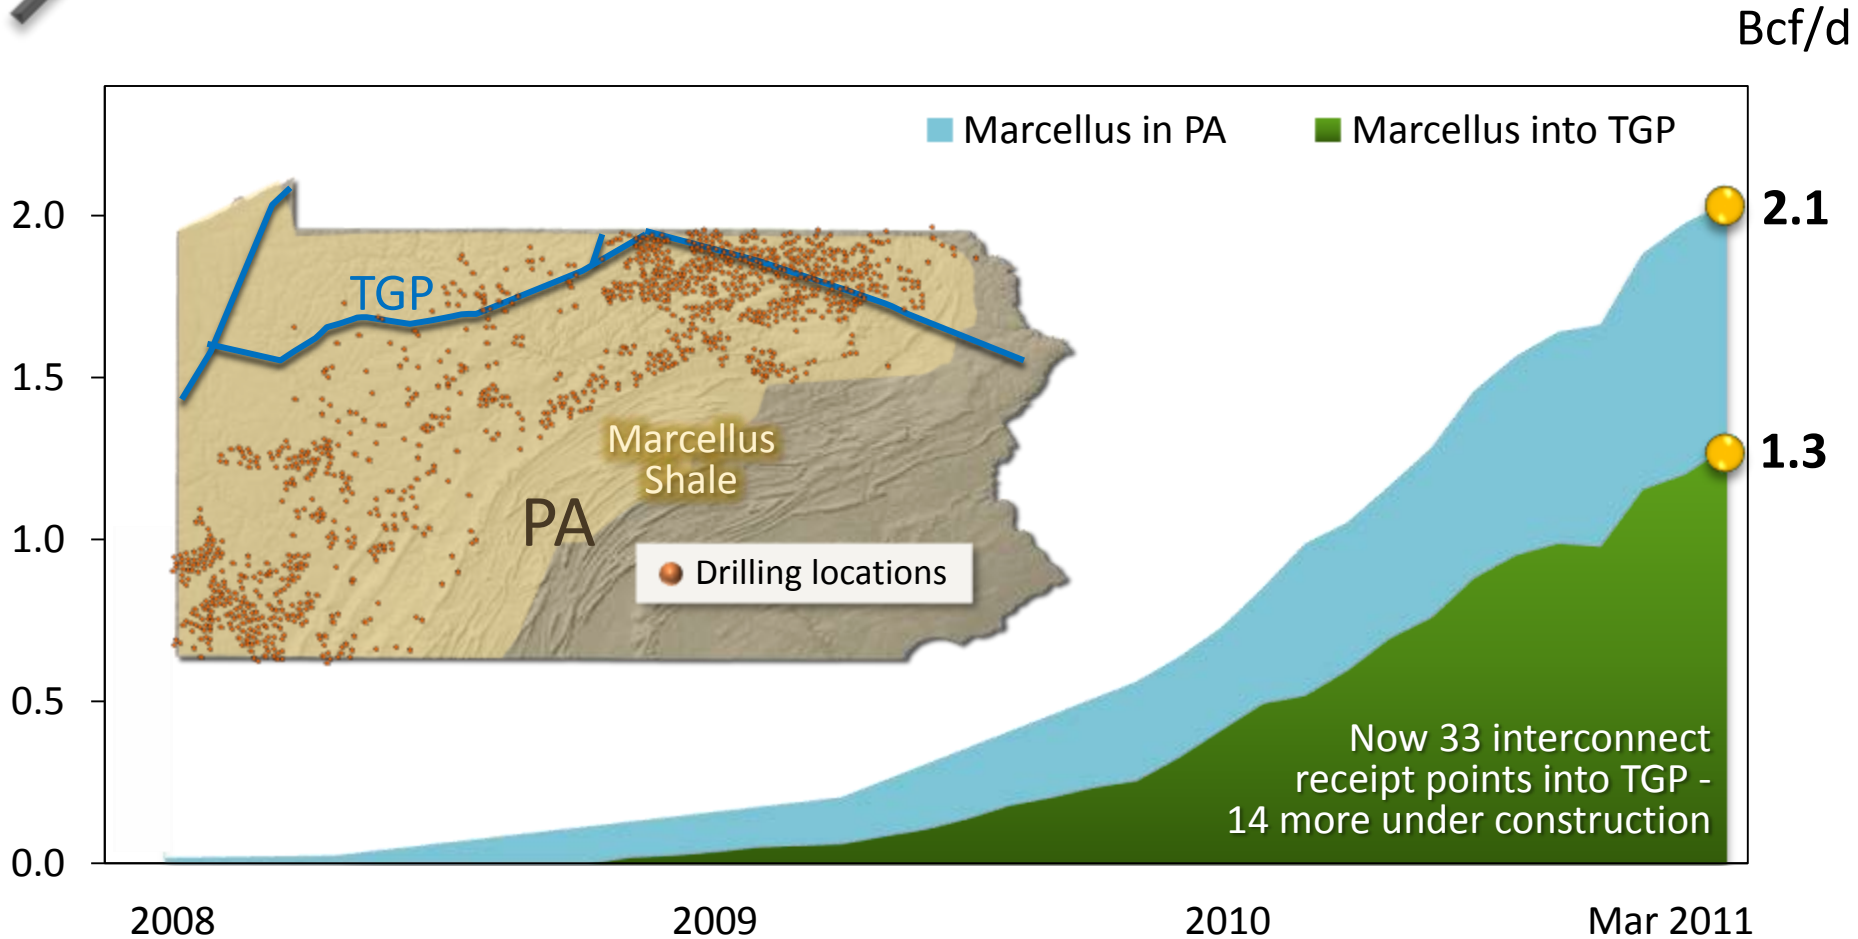 Bcf/d
Marcellus in PA
Marcellus into TGP
2.0
1.5
1.0
0.5
0.0
2.1
1.3
TGP
Marcellus
Shale
PA
Drilling locations
Now 33 interconnect
receipt points into TGP -
14 more under construction
2008
2009
2010
Mar 2011